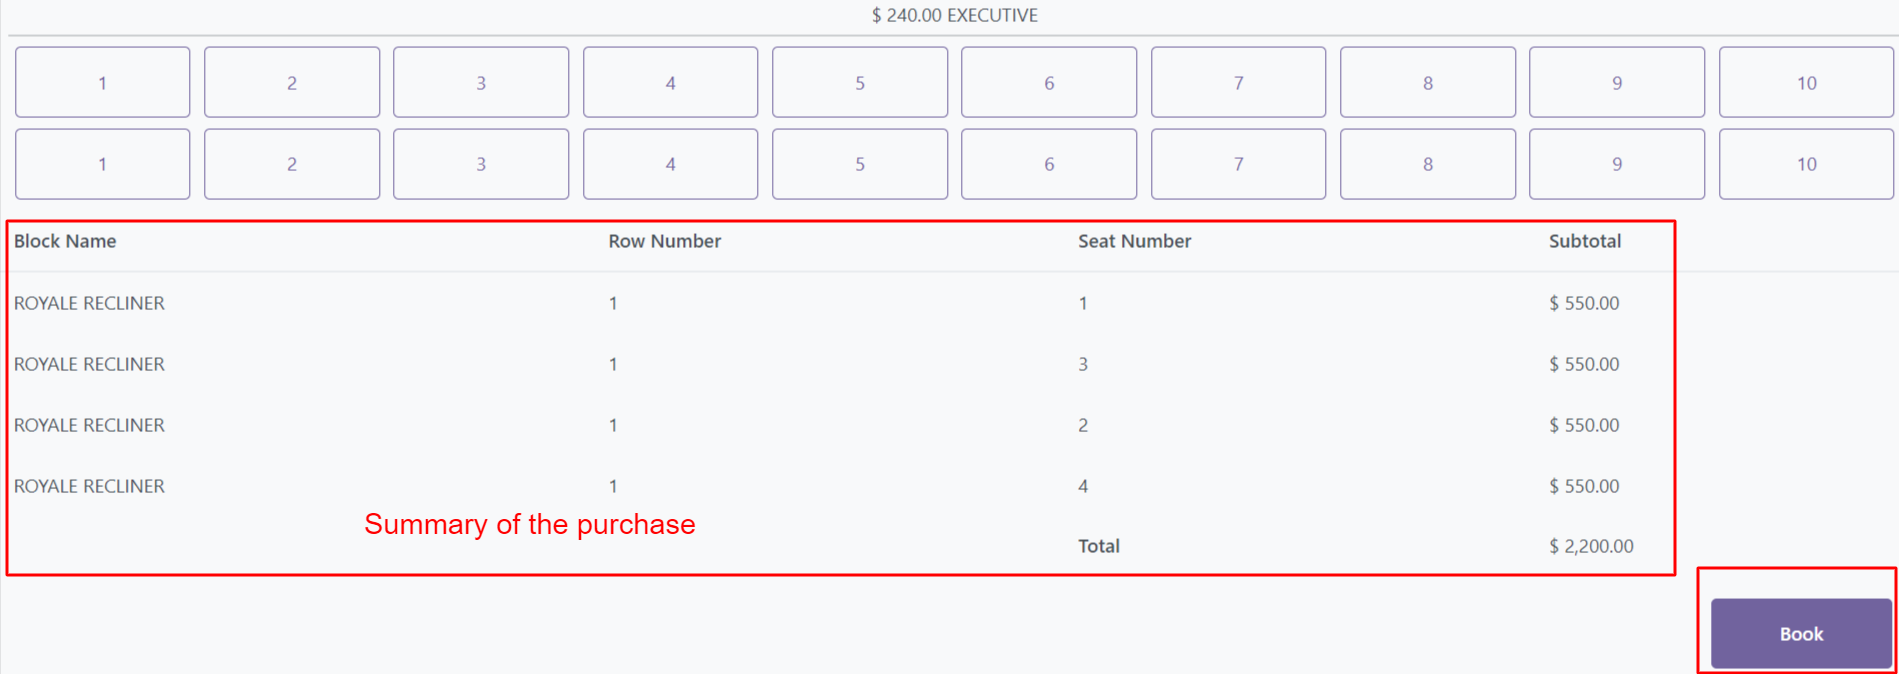 $ 240.00 EXECUTIVE
1 2 3 4 5 6 7 8 9 10
1 2 3 4 5 6 7 8 9 10
Block Name Row Number Seat Number Subtotal
ROYALE RECLINER 1 1 $ 550.00
ROYALE RECLINER 1 3 $ 550.00
ROYALE RECLINER 1 2 $ 550.00
ROYALE RECLINER 1 4 $ 550.00
Summary of the purchase
Total $ 2,200.00
Book